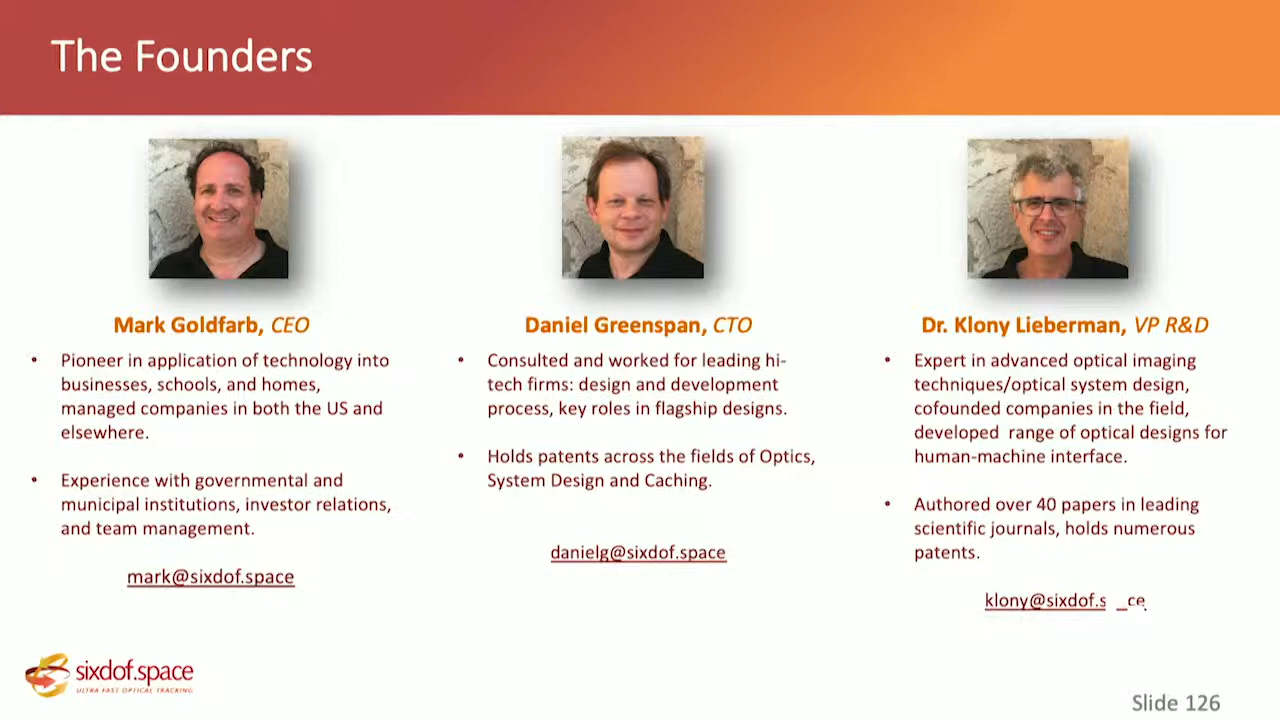 The Founders
Mark Goldfarb, CEO
• Pioneer in application of technology into
businesses, schools, and homes,
managed companies in both the US and
elsewhere.
• Experience with governmental and
municipal institutions, investor relations,
and team management.
mark@sixdof.space
Daniel Greenspan, CTO
• Consulted and worked for leading hi-
tech firms: design and development
process, key roles in flagship designs.
• Holds patents across the fields of Optics,
System Design and Caching.
danielg@sixdof.space
Dr. Klony Lieberman, VP R&D
• Expert in advanced optical imaging
techniques/optical system design,
cofounded companies in the field,
developed range of optical designs for
human-machine interface.
• Authored over 40 papers in leading
scientific journals, holds numerous
patents.
klony@sixdof.s ce
sixdof.space
ULTRA FAST OPTICAL TRACKING
Slide 126